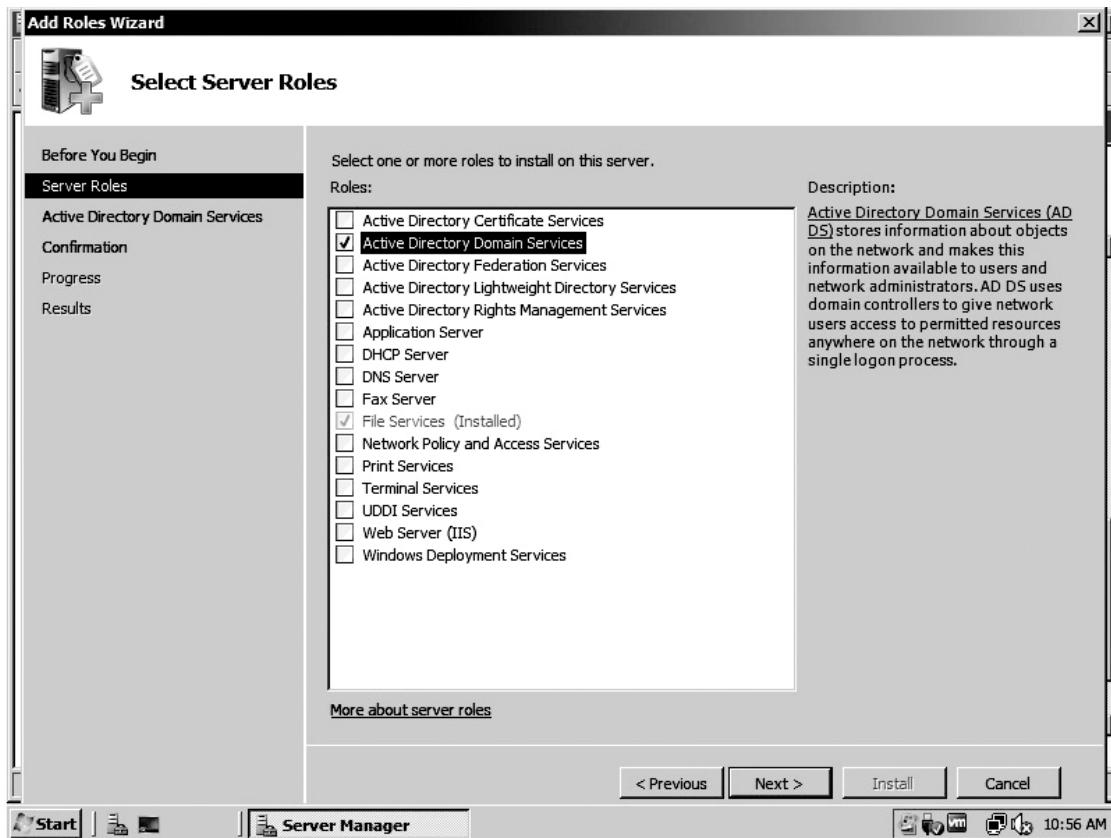 Add Roles Wizard
Select Server Roles
Before You Begin
Server Roles
Active Directory Domain Services
Confirmation
Progress
Results
Select one or more roles to install on this server.
Roles:
Active Directory Certificate Services
Active Directory Domain Services
Active Directory Federation Services
Active Directory Lightweight Directory Services
Active Directory Rights Management Services
Application Server
DHCP Server
DNS Server
Fax Server
File Services (Installed)
Network Policy and Access Services
Print Services
Terminal Services
UDDI Services
Web Server (IIS)
Windows Deployment Services
More about server roles
Description:
Active Directory Domain Services (AD
DS) stores information about objects
on the network and makes this
information available to users and
network administrators. AD DS uses
domain controllers to give network
users access to permitted resources
anywhere on the network through a
single logon process.
< Previous
Next >
Install
Cancel
Start
Server Manager
vm
10:56 AM